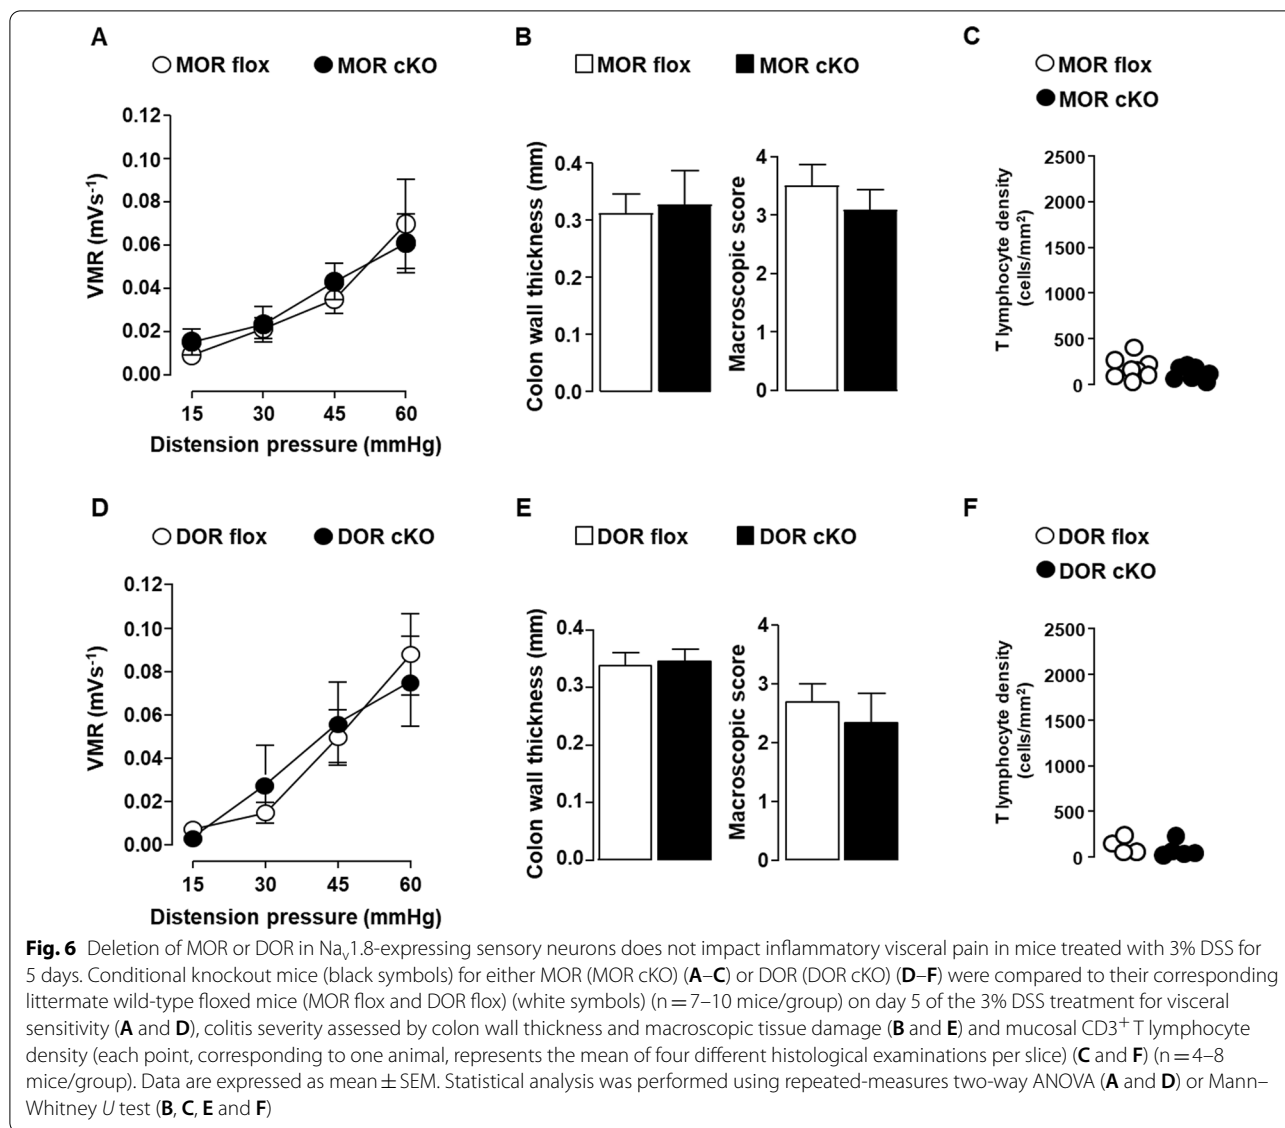 A
MOR flox MOR cKO
VMR (mVs⁻¹)
0.12
0.10
0.08
0.06
0.04
0.02
0.00
15 30 45 60
Distension pressure (mmHg)
B
MOR flox MOR cKO
Colon wall thickness (mm)
0.4
0.3
0.2
0.1
0.0
Macroscopic score
4
3
2
1
0
C
MOR flox
MOR cKO
T lymphocyte density
(cells/mm²)
2500
2000
1500
1000
500
0
D
DOR flox DOR cKO
VMR (mVs⁻¹)
0.12
0.10
0.08
0.06
0.04
0.02
0.00
15 30 45 60
Distension pressure (mmHg)
E
DOR flox DOR cKO
Colon wall thickness (mm)
0.4
0.3
0.2
0.1
0.0
Macroscopic score
4
3
2
1
0
F
DOR flox
DOR cKO
T lymphocyte density
(cells/mm²)
2500
2000
1500
1000
500
0
Fig. 6 Deletion of MOR or DOR in Naᵥ1.8-expressing sensory neurons does not impact inflammatory visceral pain in mice treated with 3% DSS for
5 days. Conditional knockout mice (black symbols) for either MOR (MOR cKO) (A–C) or DOR (DOR cKO) (D–F) were compared to their corresponding
littermate wild-type floxed mice (MOR flox and DOR flox) (white symbols) (n = 7–10 mice/group) on day 5 of the 3% DSS treatment for visceral
sensitivity (A and D), colitis severity assessed by colon wall thickness and macroscopic tissue damage (B and E) and mucosal CD3⁺ T lymphocyte
density (each point, corresponding to one animal, represents the mean of four different histological examinations per slice) (C and F) (n = 4–8
mice/group). Data are expressed as mean ± SEM. Statistical analysis was performed using repeated-measures two-way ANOVA (A and D) or Mann–
Whitney U test (B, C, E and F)